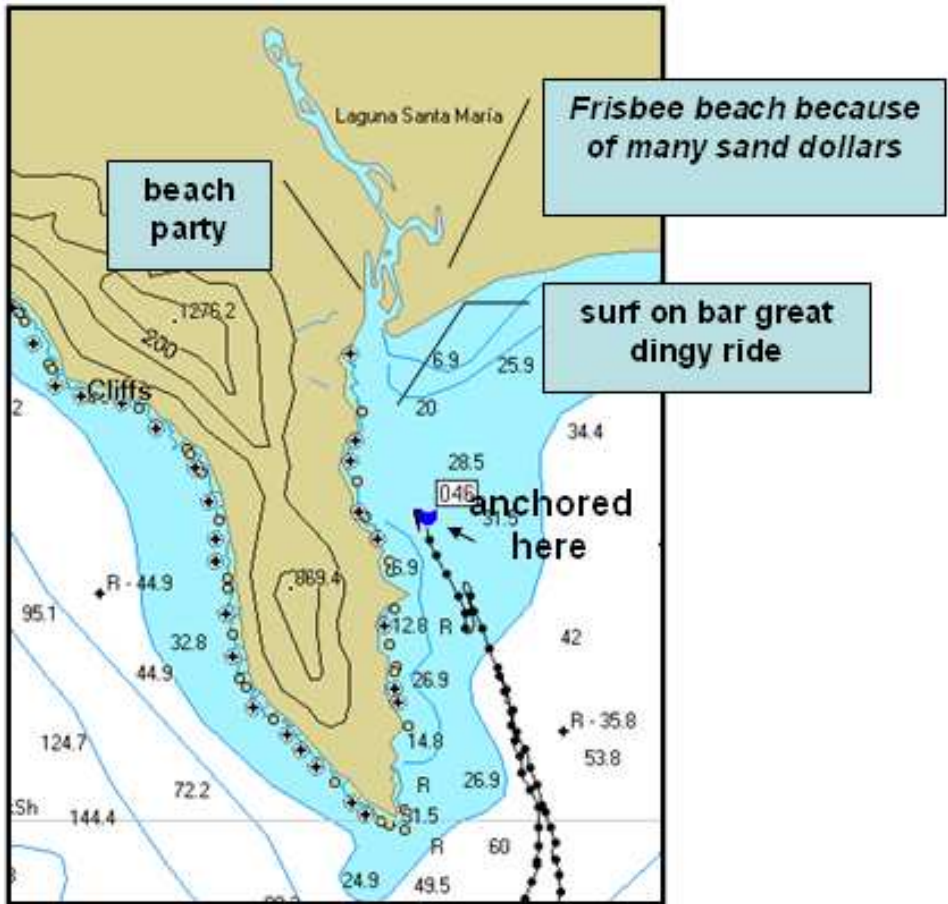 Laguna Santa María
Frisbee beach because
of many sand dollars
beach
party
surf on bar great
dingy ride
1276.2
200
6.9
25.9
Cliffs
20
34.4
28.5
046
anchored
31.5
here
R - 44.9
869.4
6.9
95.1
12.8
R
42
32.8
44.9
26.9
R - 35.8
124.7
14.8
53.8
72.2
26.9
R
144.4
31.5
R
60
24.9
49.5